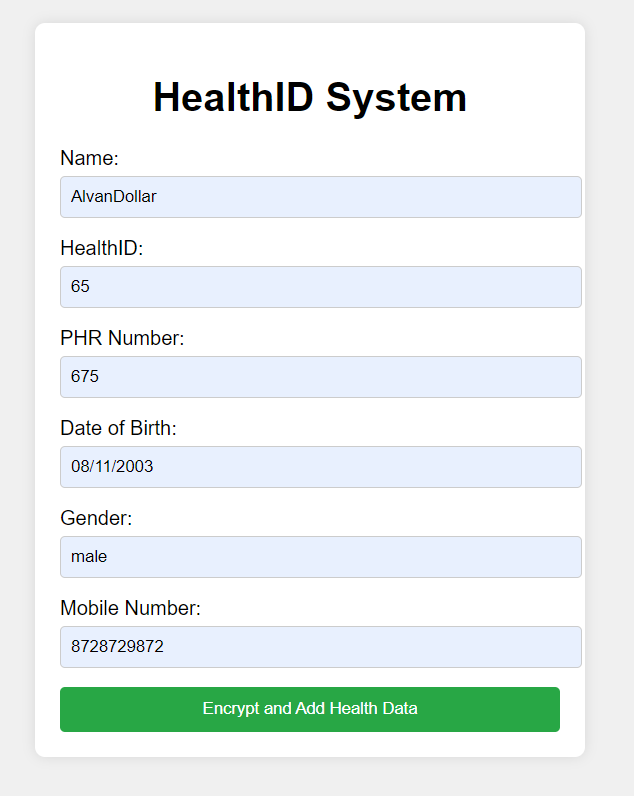 HealthID System
Name:
AlvanDollar
HealthID:
65
PHR Number:
675
Date of Birth:
08/11/2003
Gender:
male
Mobile Number:
8728729872
Encrypt and Add Health Data